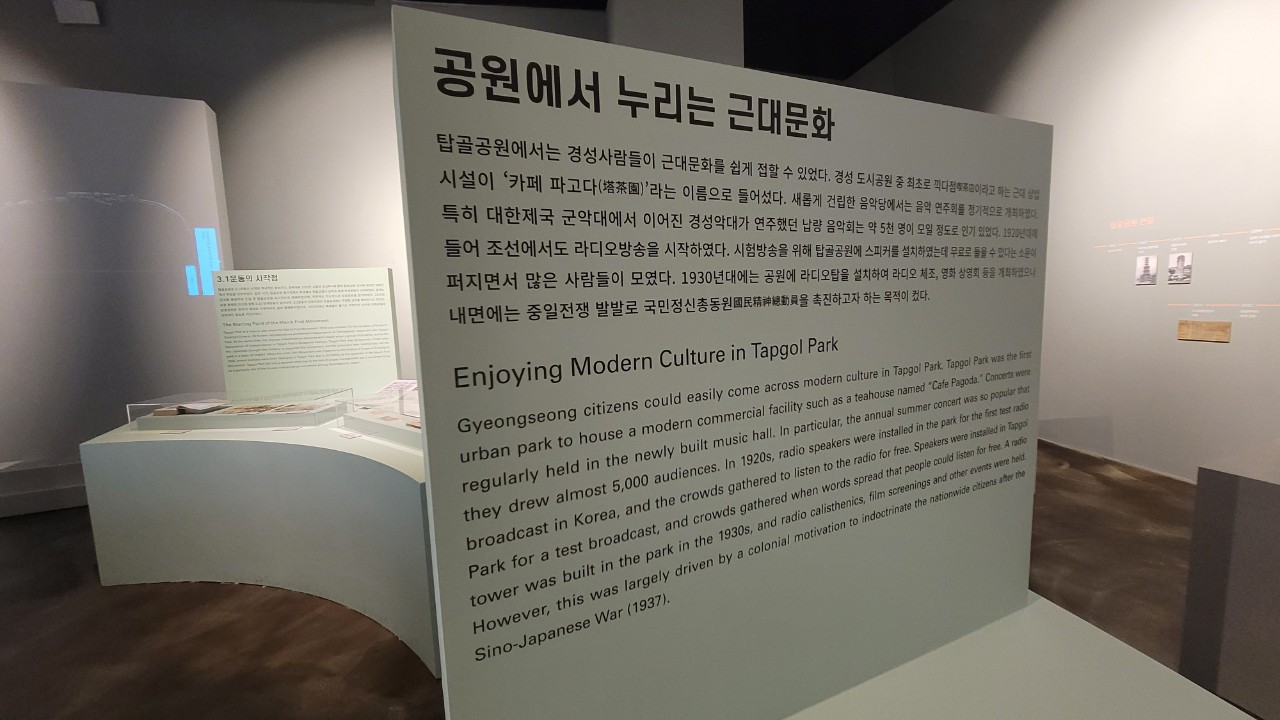 공원에서 누리는 근대문화
탑골공원에서는 경성사람들이 근대문화를 쉽게 접할 수 있었다. 경성 도시공원 중 최초로 끽다점喫茶店이라고 하는 근대 상업
시설이 ‘카페 파고다(塔茶園)’라는 이름으로 들어섰다. 새롭게 건립한 음악당에서는 음악 연주회를 정기적으로 개최하였다.
특히 대한제국 군악대에서 이어진 경성악대가 연주했던 납량 음악회는 약 5천 명이 모일 정도로 인기 있었다. 1920년대에
들어 조선에서도 라디오방송을 시작하였다. 시험방송을 위해 탑골공원에 스피커를 설치하였는데 무료로 들을 수 있다는 소문이
퍼지면서 많은 사람들이 모였다. 1930년대에는 공원에 라디오탑을 설치하여 라디오 체조, 영화 상영회 등을 개최하였으나
내면에는 중일전쟁 발발로 국민정신총동원國民精神總動員을 촉진하고자 하는 목적이 컸다.
Enjoying Modern Culture in Tapgol Park
Gyeongseong citizens could easily come across modern culture in Tapgol Park. Tapgol Park was the first
urban park to house a modern commercial facility such as a teahouse named “Cafe Pagoda.” Concerts were
regularly held in the newly built music hall. In particular, the annual summer concert was so popular that
they drew almost 5,000 audiences. In 1920s, radio speakers were installed in the park for the first test radio
broadcast in Korea, and the crowds gathered to listen to the radio for free. Speakers were installed in Tapgol
Park for a test broadcast, and crowds gathered when words spread that people could listen for free. A radio
tower was built in the park in the 1930s, and radio calisthenics, film screenings and other events were held.
However, this was largely driven by a colonial motivation to indoctrinate the nationwide citizens after the
Sino-Japanese War (1937).
3.1운동의 시작점
The Starting Point of the March First Movement